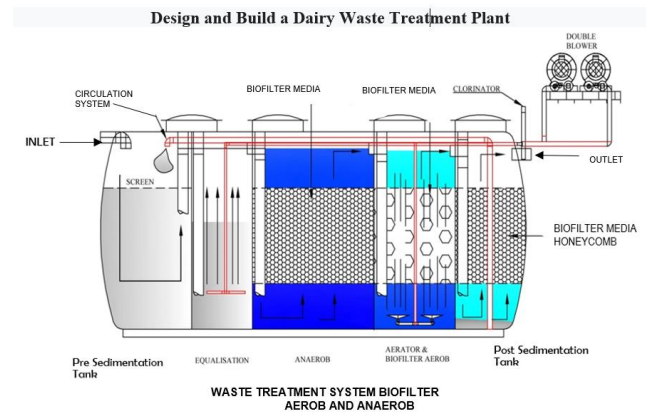 Design and Build a Dairy Waste Treatment Plant
DOUBLE
BLOWER
CIRCULATION
SYSTEM
BIOFILTER MEDIA
BIOFILTER MEDIA
CLORINATOR
INLET
OUTLET
SCREEN
BIOFILTER MEDIA
HONEYCOMB
Pre Sedimentation
Tank
EQUALISATION
ANAEROB
AERATOR &
BIOFILTER AEROB
Post Sedimentation
Tank
WASTE TREATMENT SYSTEM BIOFILTER
AEROB AND ANAEROB